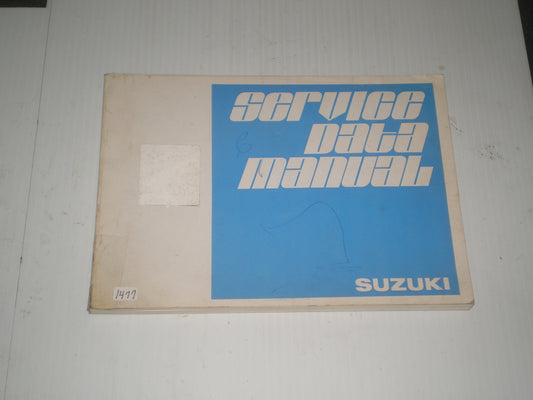 service
data
manual
SUZUKI
1477